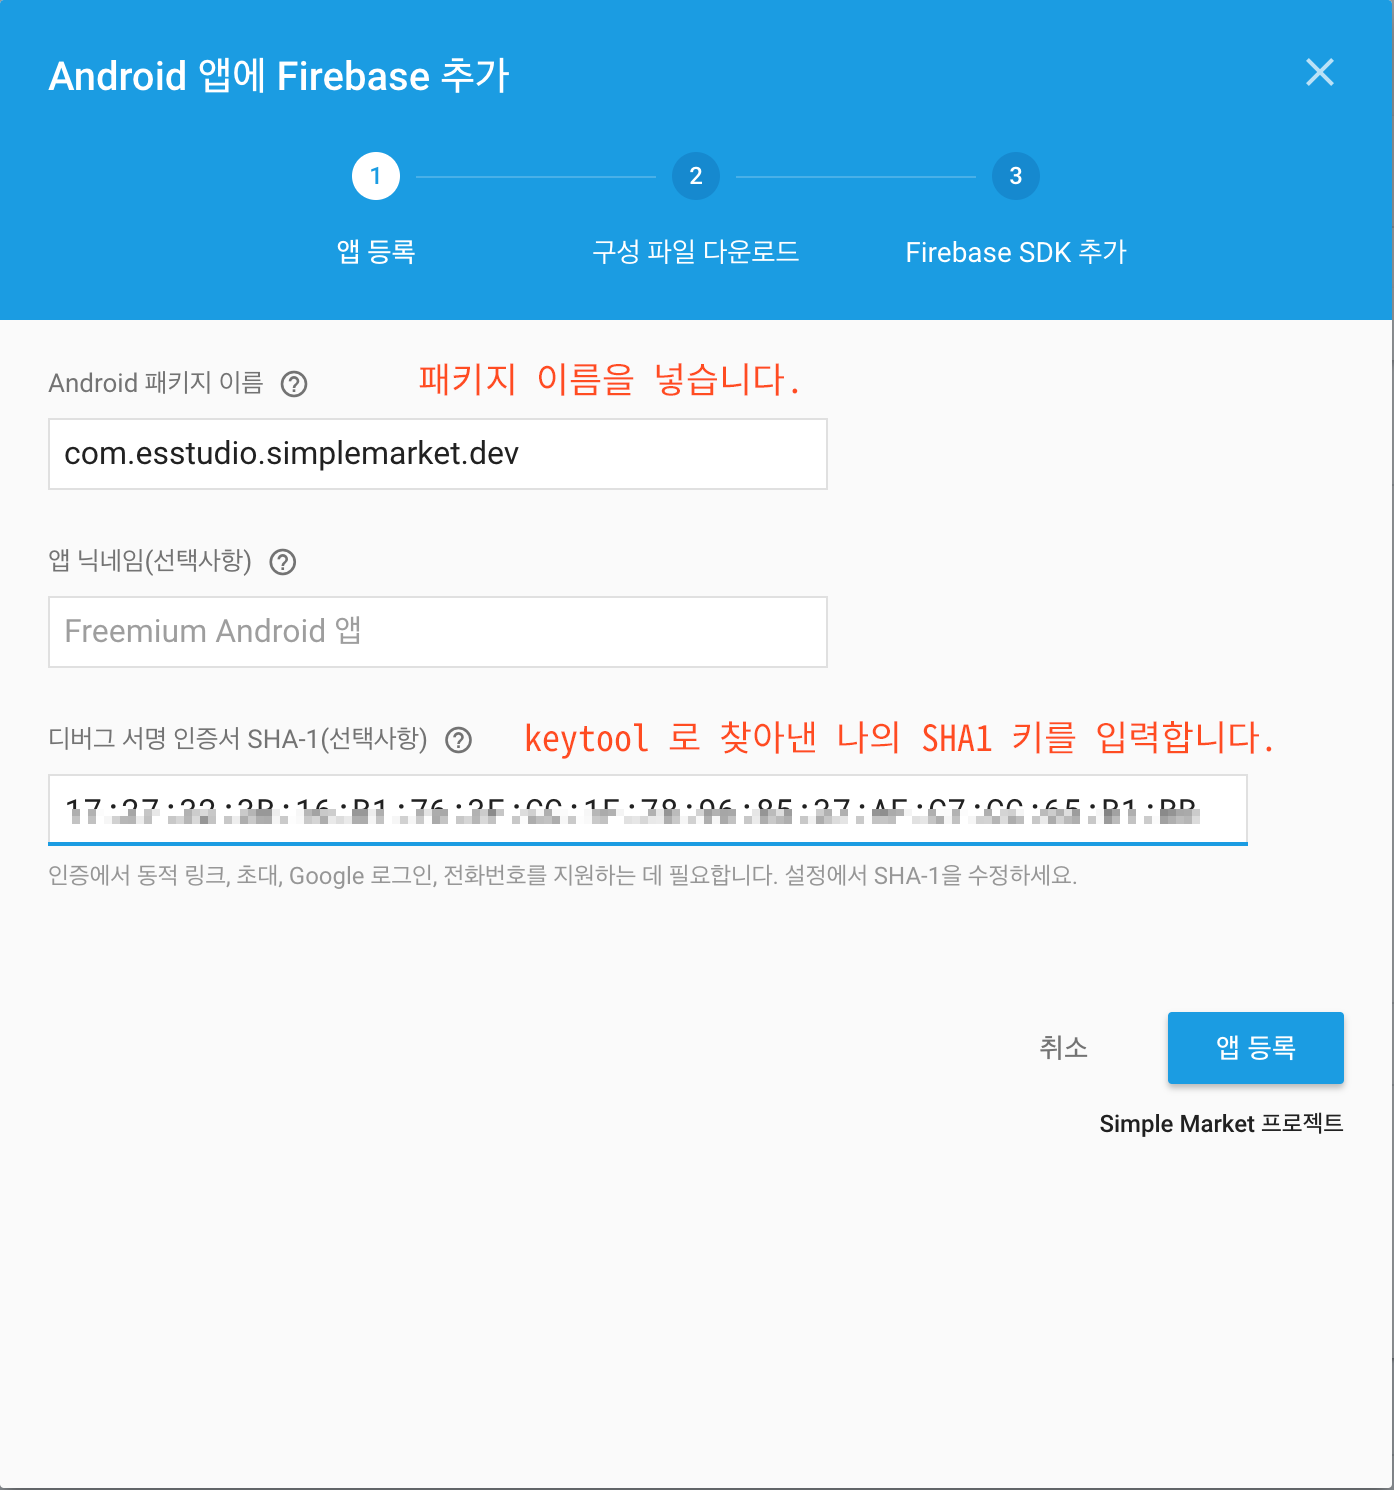 Android 앱에 Firebase 추가
1 2 3
앱 등록 구성 파일 다운로드 Firebase SDK 추가
Android 패키지 이름 패키지 이름을 넣습니다.
com.esstudio.simplemarket.dev
앱 닉네임(선택사항)
Freemium Android 앱
디버그 서명 인증서 SHA-1(선택사항) keytool 로 찾아낸 나의 SHA1 키를 입력합니다.
인증에서 동적 링크, 초대, Google 로그인, 전화번호를 지원하는 데 필요합니다. 설정에서 SHA-1을 수정하세요.
취소 앱 등록
Simple Market 프로젝트